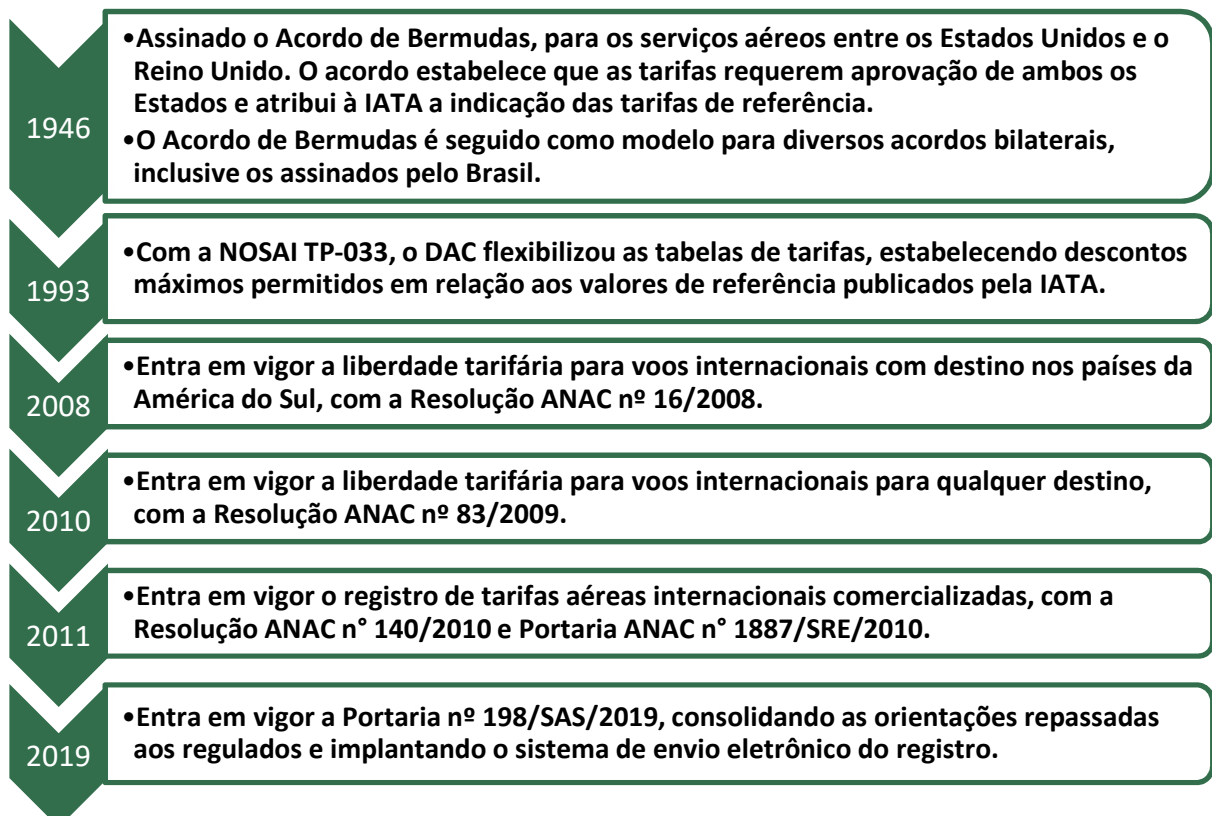 1946
•Assinado o Acordo de Bermudas, para os serviços aéreos entre os Estados Unidos e o
Reino Unido. O acordo estabelece que as tarifas requerem aprovação de ambos os
Estados e atribui à IATA a indicação das tarifas de referência.
•O Acordo de Bermudas é seguido como modelo para diversos acordos bilaterais,
inclusive os assinados pelo Brasil.
1993
•Com a NOSAI TP-033, o DAC flexibilizou as tabelas de tarifas, estabelecendo descontos
máximos permitidos em relação aos valores de referência publicados pela IATA.
2008
•Entra em vigor a liberdade tarifária para voos internacionais com destino nos países da
América do Sul, com a Resolução ANAC nº 16/2008.
2010
•Entra em vigor a liberdade tarifária para voos internacionais para qualquer destino,
com a Resolução ANAC nº 83/2009.
2011
•Entra em vigor o registro de tarifas aéreas internacionais comercializadas, com a
Resolução ANAC n° 140/2010 e Portaria ANAC n° 1887/SRE/2010.
2019
•Entra em vigor a Portaria nº 198/SAS/2019, consolidando as orientações repassadas
aos regulados e implantando o sistema de envio eletrônico do registro.